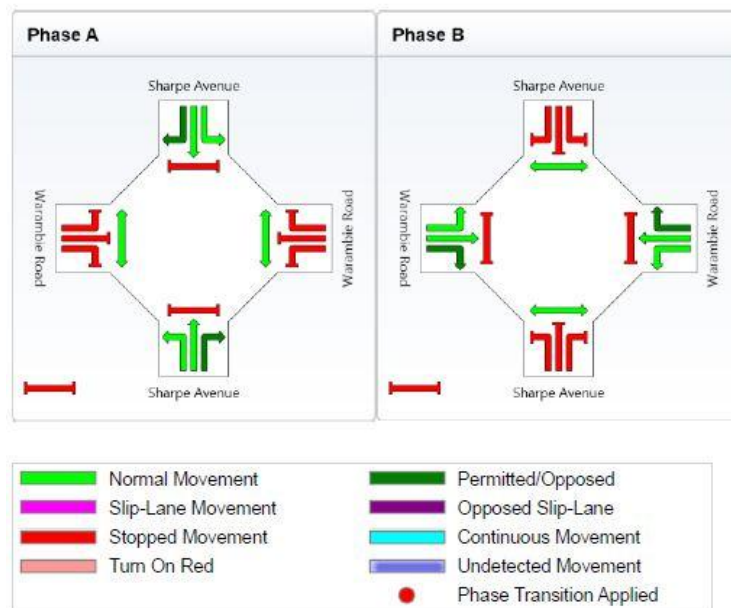 Phase A
Phase B
Sharpe Avenue
Sharpe Avenue
Warambie Road
Warambie Road
Warambie Road
Warambie Road
Sharpe Avenue
Sharpe Avenue
Normal Movement
Permitted/Opposed
Slip-Lane Movement
Opposed Slip-Lane
Stopped Movement
Continuous Movement
Turn On Red
Undetected Movement
Phase Transition Applied